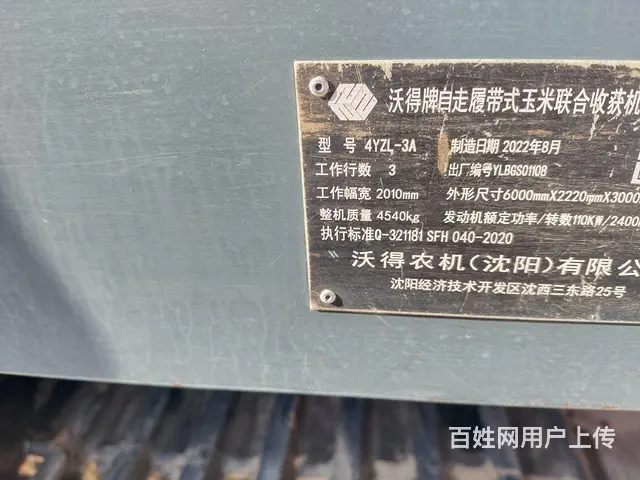 沃得牌自走履带式玉米联合收获机
型 号 4YZL-3A 制造日期 2022年8月
工作行数 3 出厂编号YLBGS01108
工作幅宽 2010mm 外形尺寸6000mmX2220mmX3000
整机质量 4540kg 发动机额定功率/转数110KW/2400
执行标准Q-321181 SFH 040-2020
沃得农机(沈阳)有限公
沈阳经济技术开发区沈西三东路25号
百姓网用户上传